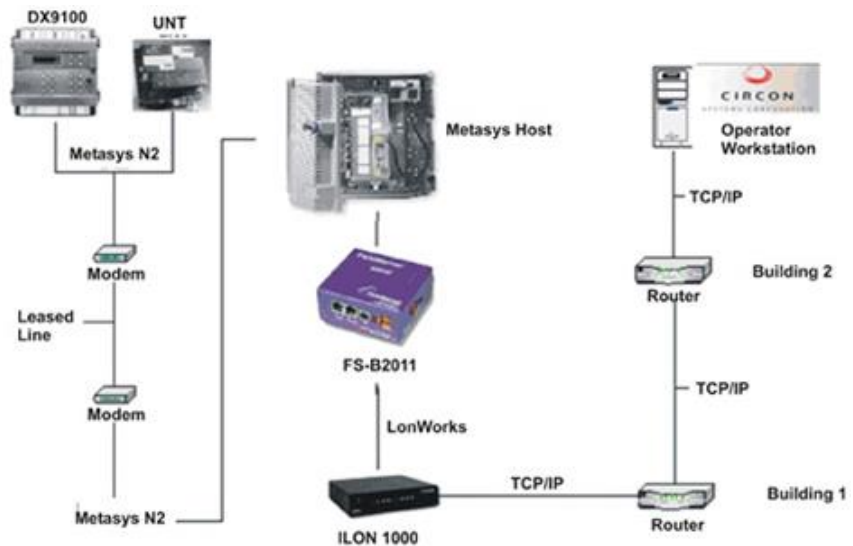 DX9100
UNT
Metasys N2
Modem
Leased
Line
Modem
Metasys N2
Metasys Host
FS-B2011
LonWorks
ILON 1000
TCP/IP
CIRCON
SYSTEMS CORPORATION
Operator
Workstation
TCP/IP
Router
Building 2
TCP/IP
Router
Building 1